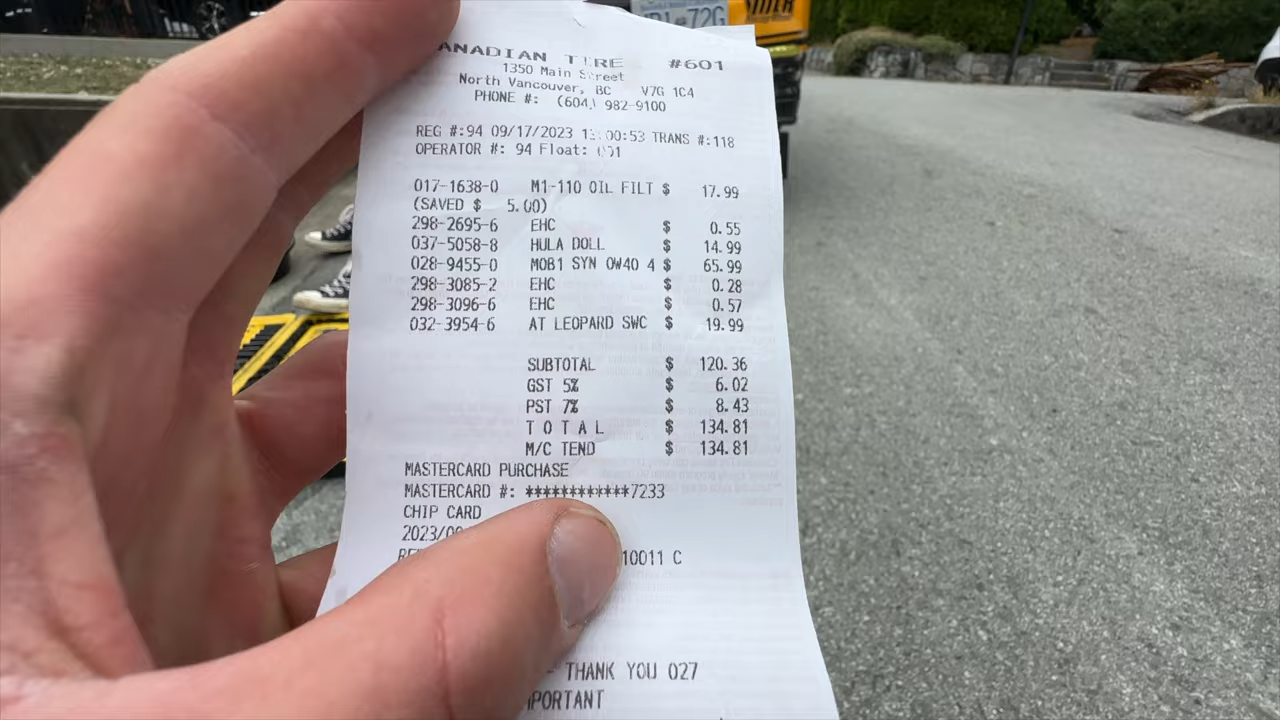 ANADIAN TIRE #601
1350 Main Street
North Vancouver, BC V7G 1C4
PHONE #: (604) 982-9100
REG #:94 09/17/2023 13:00:53 TRANS #:118
OPERATOR #: 94 Float: 001
017-1638-0 M1-110 OIL FILT $ 17.99
(SAVED $ 5.00)
298-2695-6 EHC $ 0.55
037-5058-8 HULA DOLL $ 14.99
028-9455-0 MOB1 SYN 0W40 4 $ 65.99
298-3085-2 EHC $ 0.28
298-3096-6 EHC $ 0.57
032-3954-6 AT LEOPARD SWC $ 19.99
SUBTOTAL $ 120.36
GST 5% $ 6.02
PST 7% $ 8.43
T O T A L $ 134.81
M/C TEND $ 134.81
MASTERCARD PURCHASE
MASTERCARD #: ************7233
CHIP CARD
2023/0
10011 C
- THANK YOU 027
PORTANT